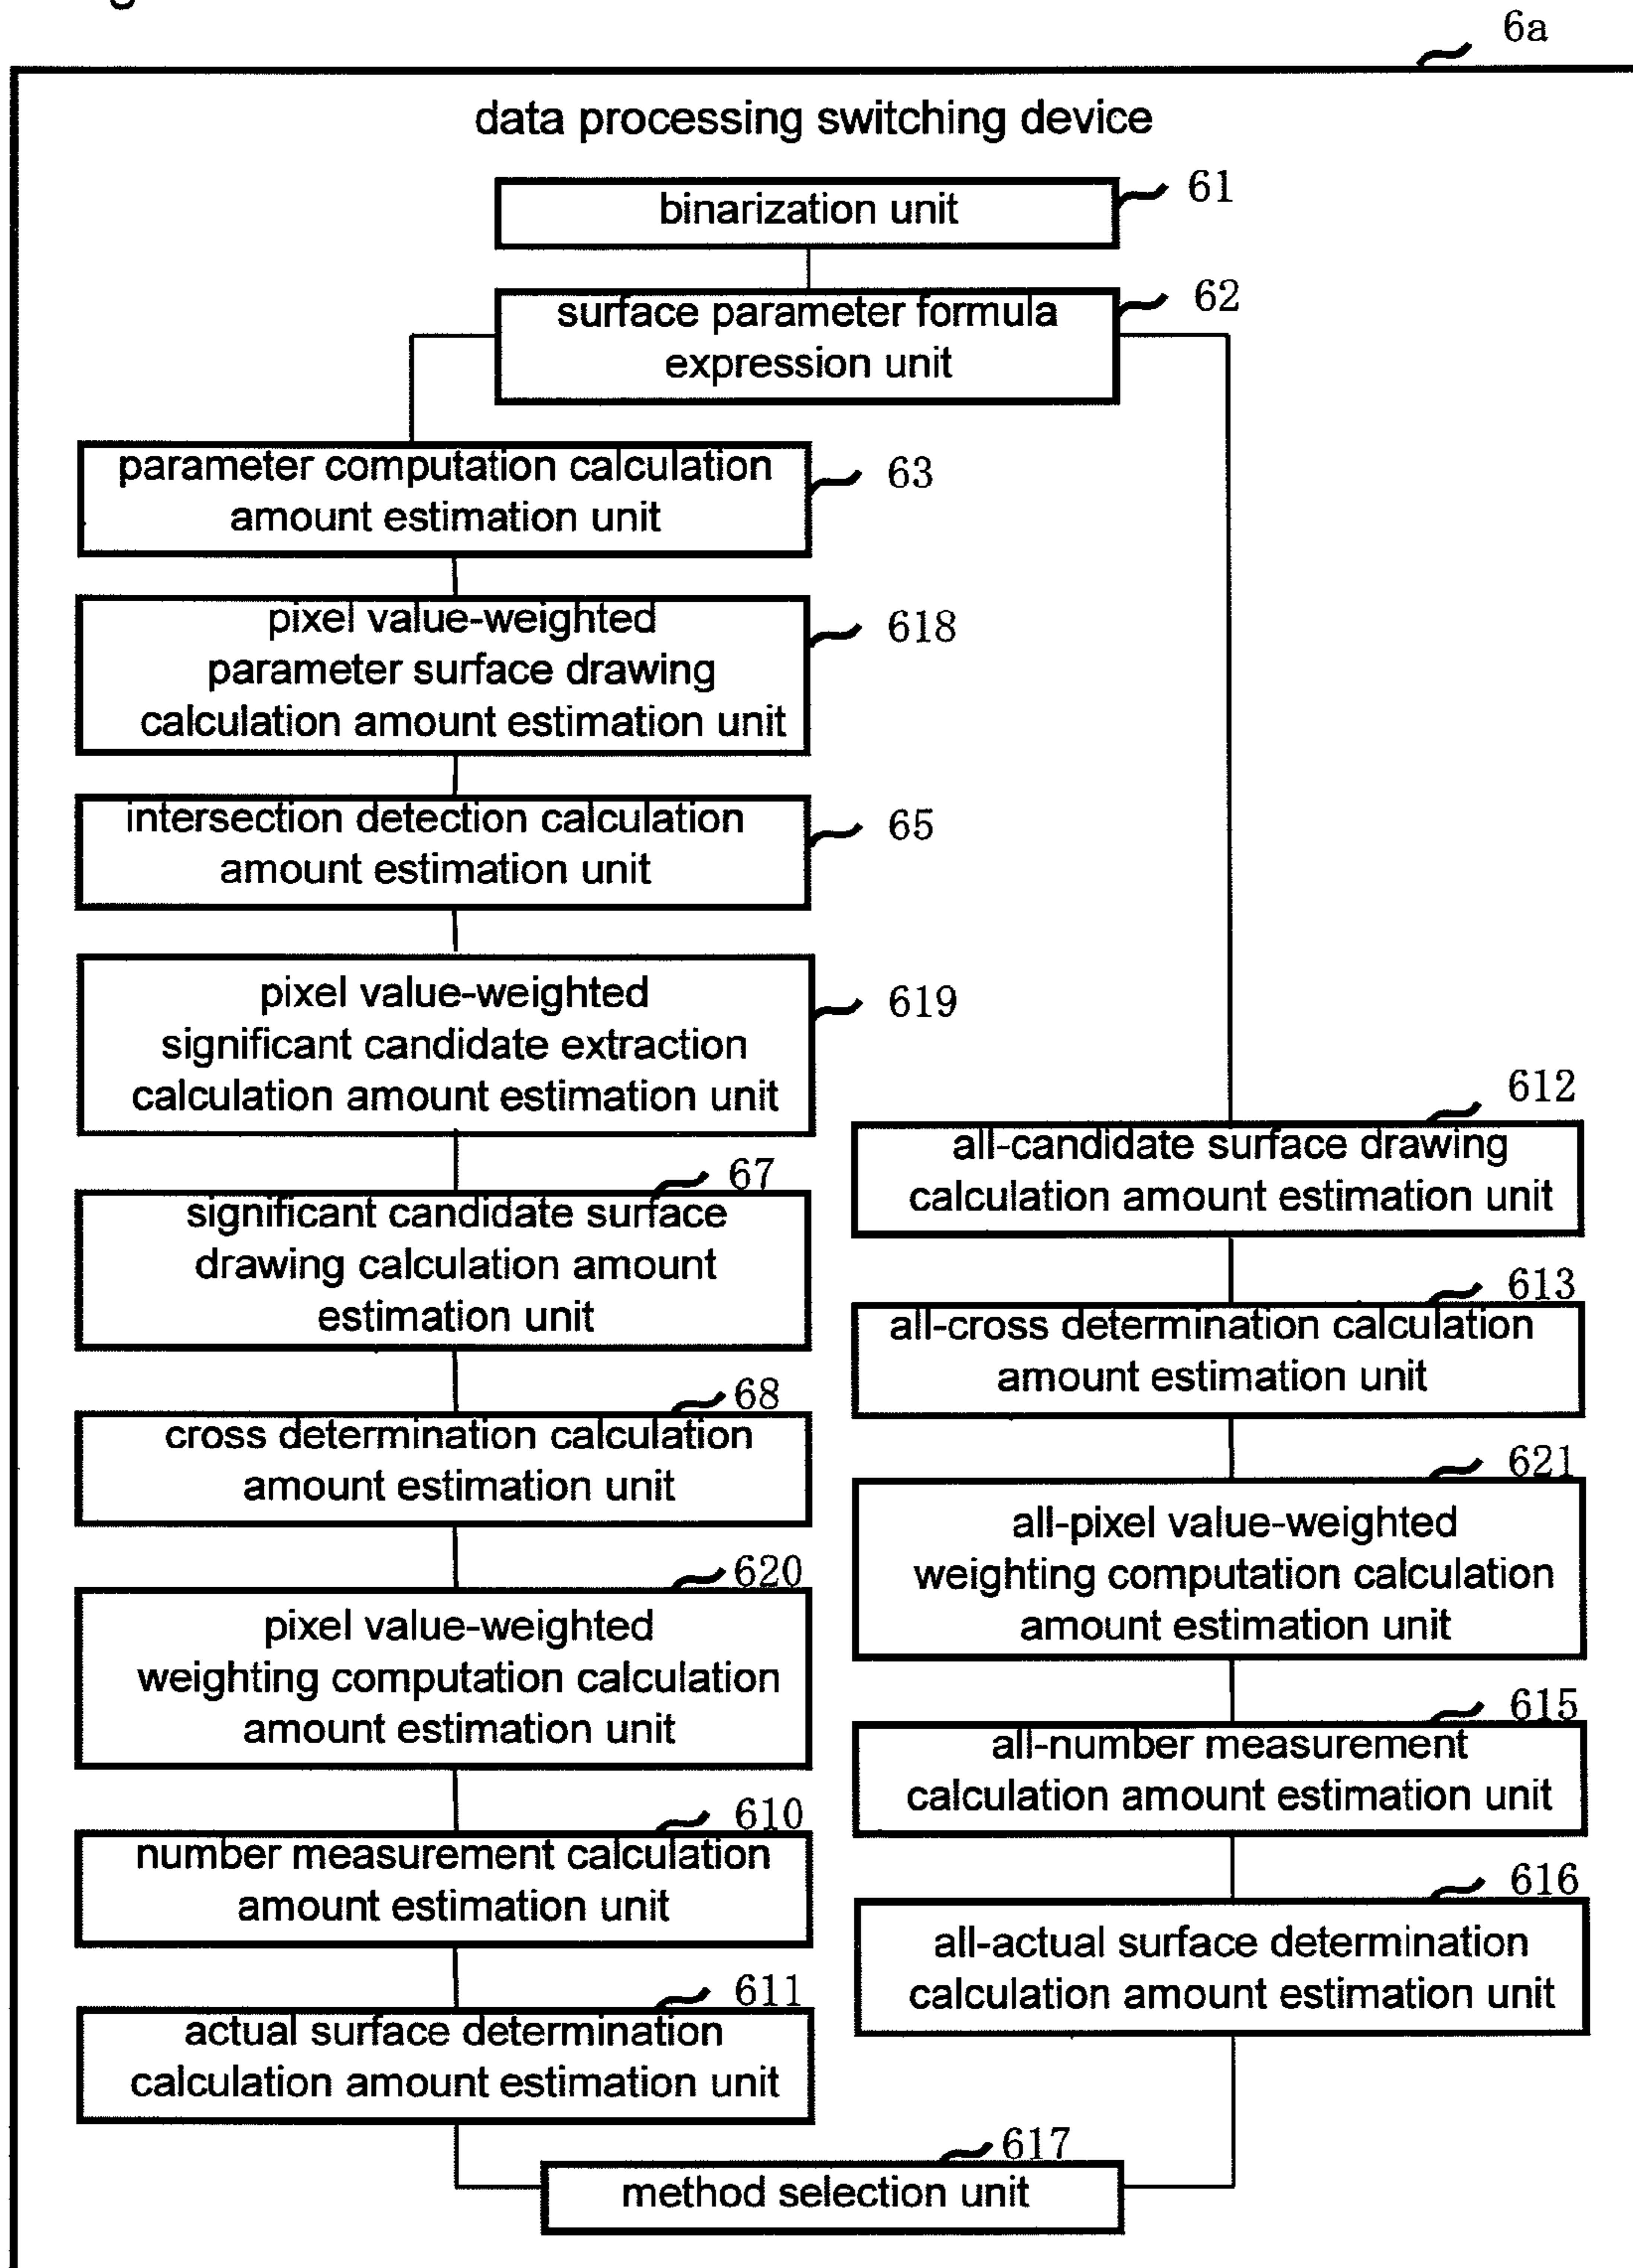 6a
data processing switching device
binarization unit
61
surface parameter formula
expression unit
62
parameter computation calculation
amount estimation unit
63
pixel value-weighted
parameter surface drawing
calculation amount estimation unit
618
intersection detection calculation
amount estimation unit
65
pixel value-weighted
significant candidate extraction
calculation amount estimation unit
619
67
significant candidate surface
drawing calculation amount
estimation unit
68
cross determination calculation
amount estimation unit
620
pixel value-weighted
weighting computation calculation
amount estimation unit
610
number measurement calculation
amount estimation unit
611
actual surface determination
calculation amount estimation unit
612
all-candidate surface drawing
calculation amount estimation unit
613
all-cross determination calculation
amount estimation unit
621
all-pixel value-weighted
weighting computation calculation
amount estimation unit
615
all-number measurement
calculation amount estimation unit
616
all-actual surface determination
calculation amount estimation unit
617
method selection unit